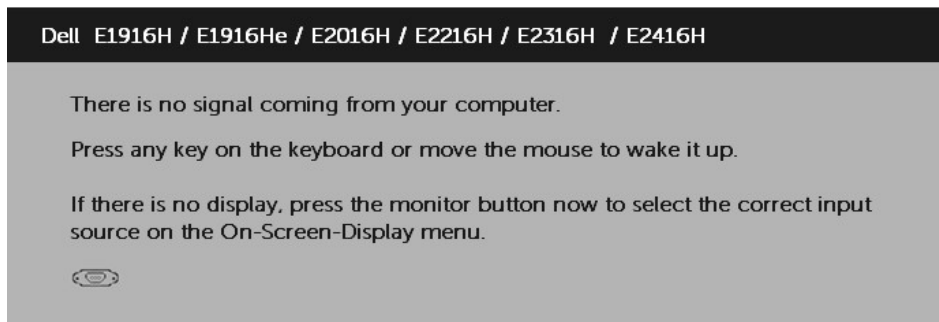 Dell E1916H / E1916He / E2016H / E2216H / E2316H / E2416H
There is no signal coming from your computer.
Press any key on the keyboard or move the mouse to wake it up.
If there is no display, press the monitor button now to select the correct input
source on the On-Screen-Display menu.